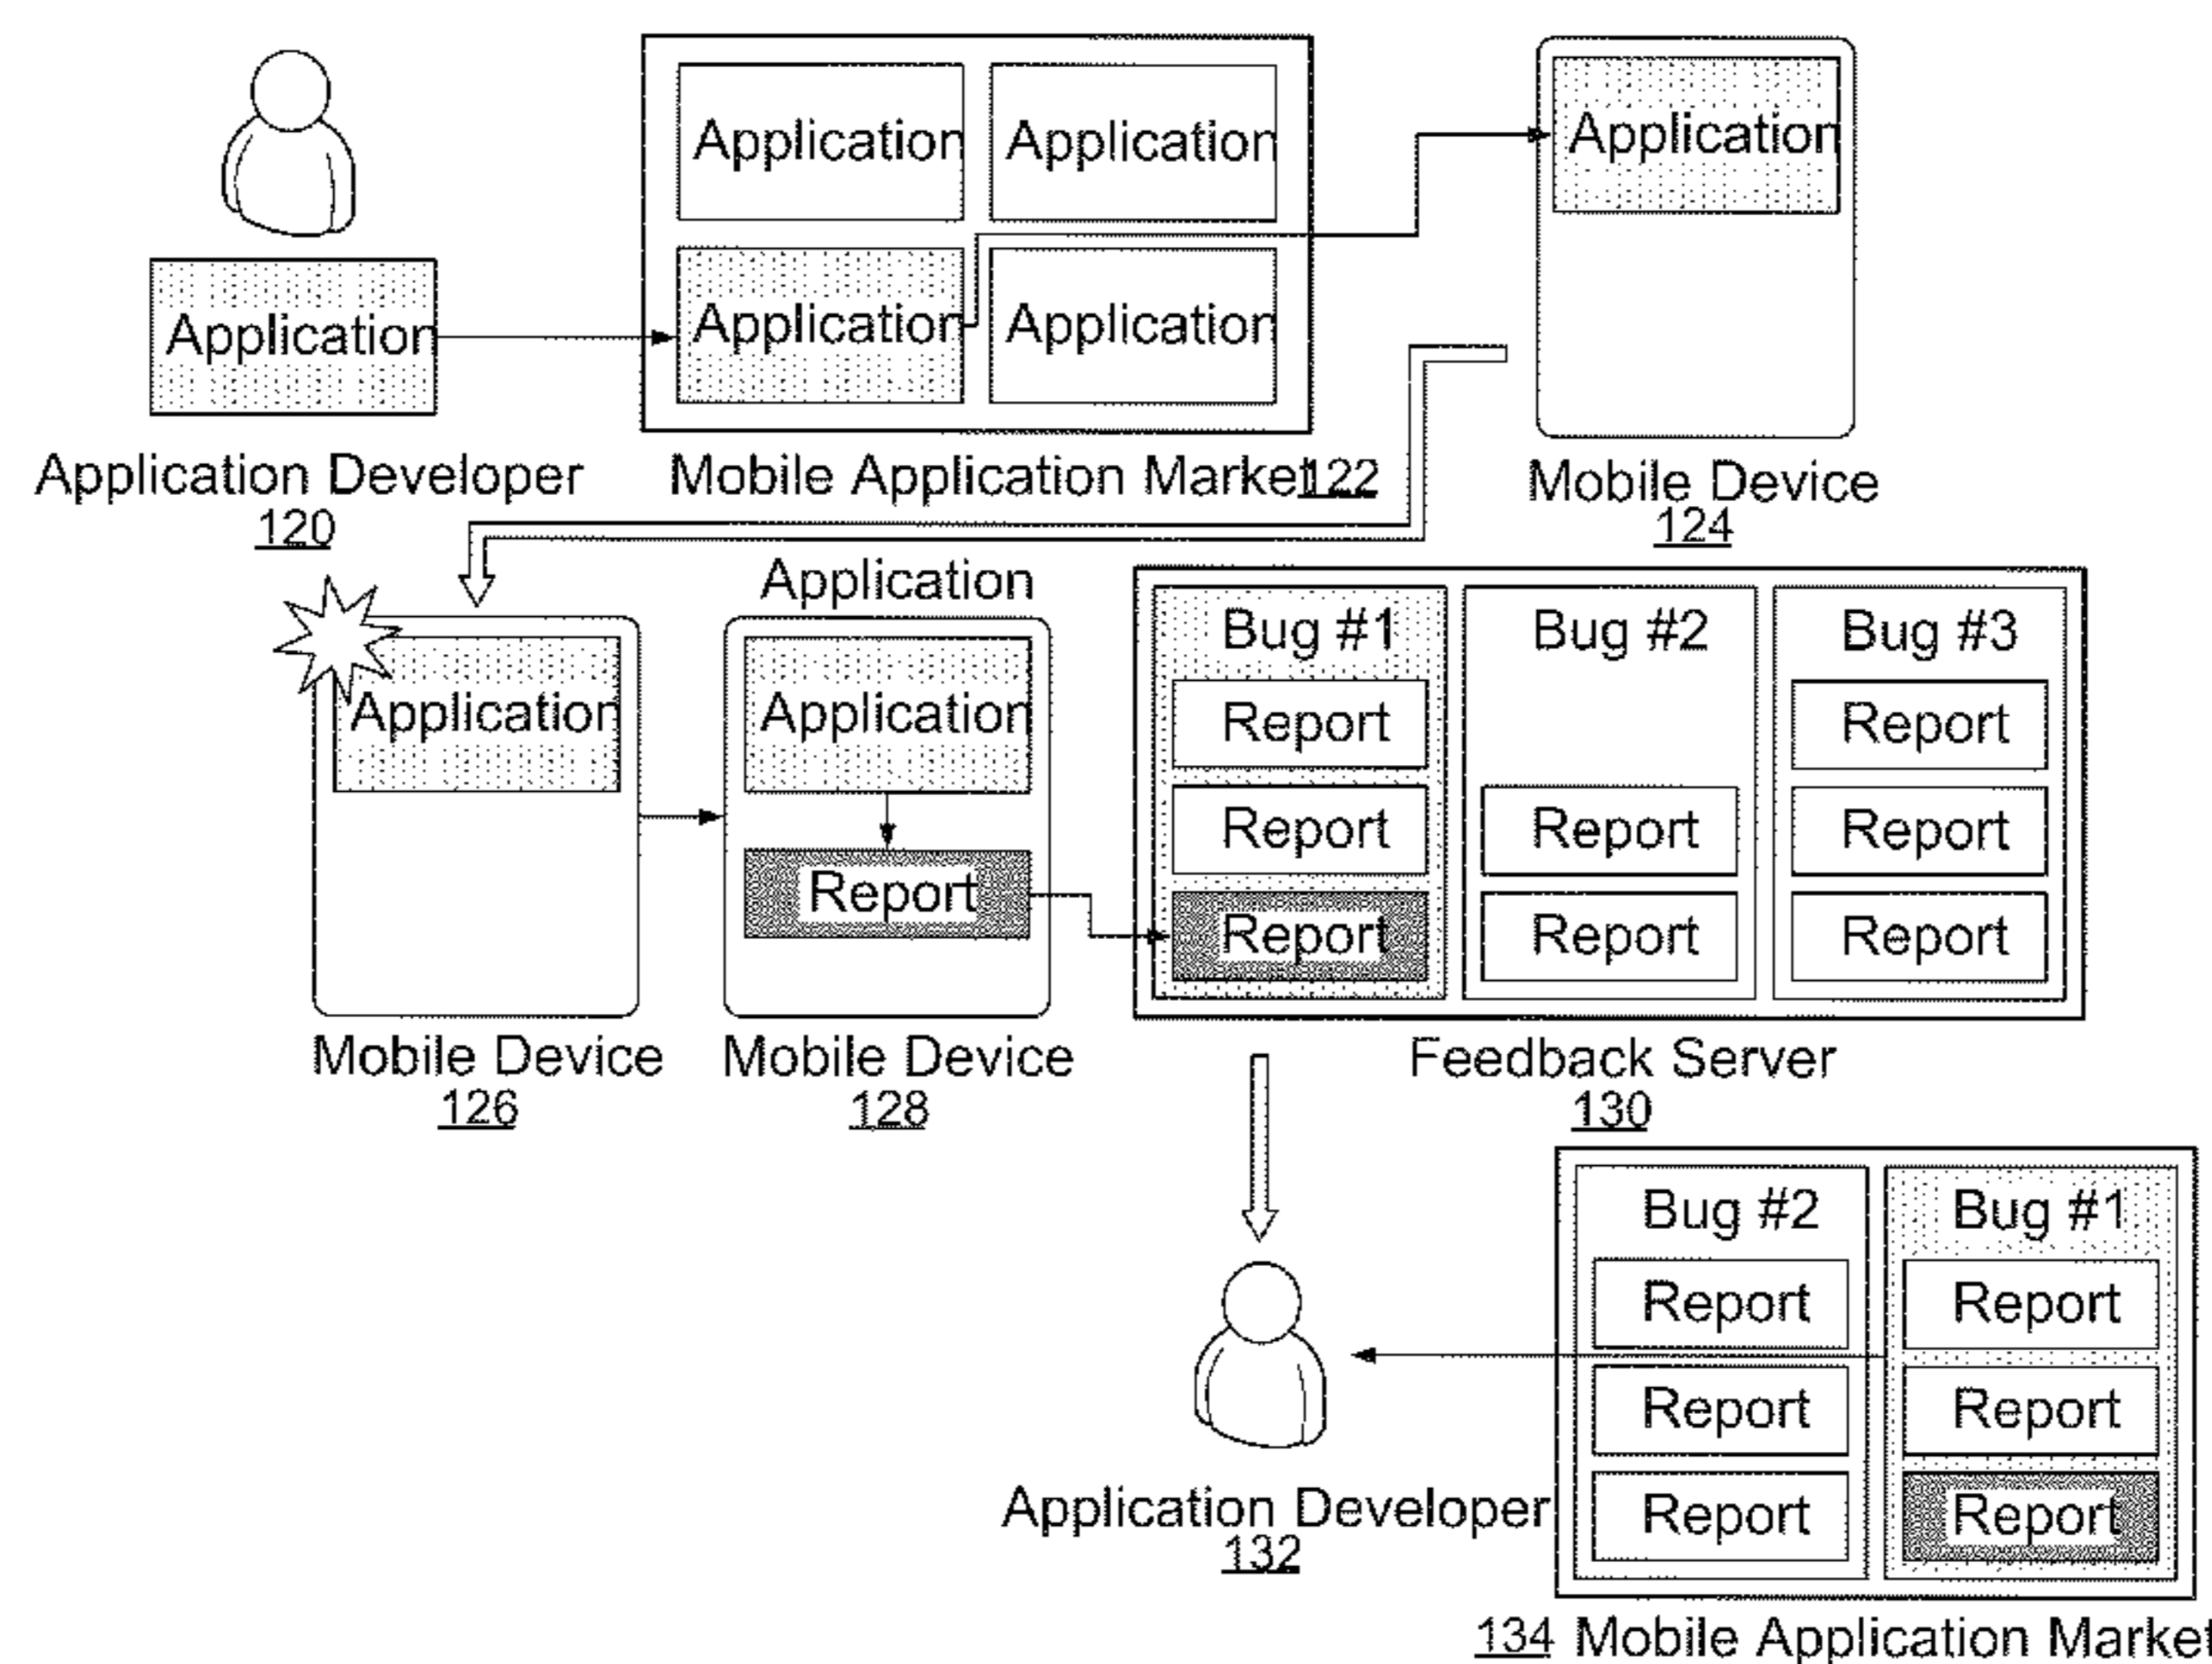 Application
Application
Application
Application
Application
Application
Application Developer
120
Mobile Application Market 122
Mobile Device
124
Application
Application
Application
Report
Mobile Device
126
Mobile Device
128
Bug #1
Report
Report
Report
Bug #2
Report
Report
Bug #3
Report
Report
Report
Feedback Server
130
Application Developer
132
Bug #2
Report
Report
Report
Bug #1
Report
Report
Report
134 Mobile Application Market